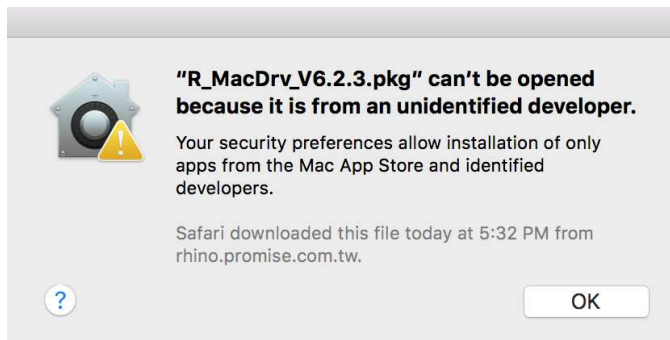 “R_MacDrv_V6.2.3.pkg” can’t be opened
because it is from an unidentified developer.
Your security preferences allow installation of only
apps from the Mac App Store and identified
developers.
Safari downloaded this file today at 5:32 PM from
rhino.promise.com.tw.
?
OK